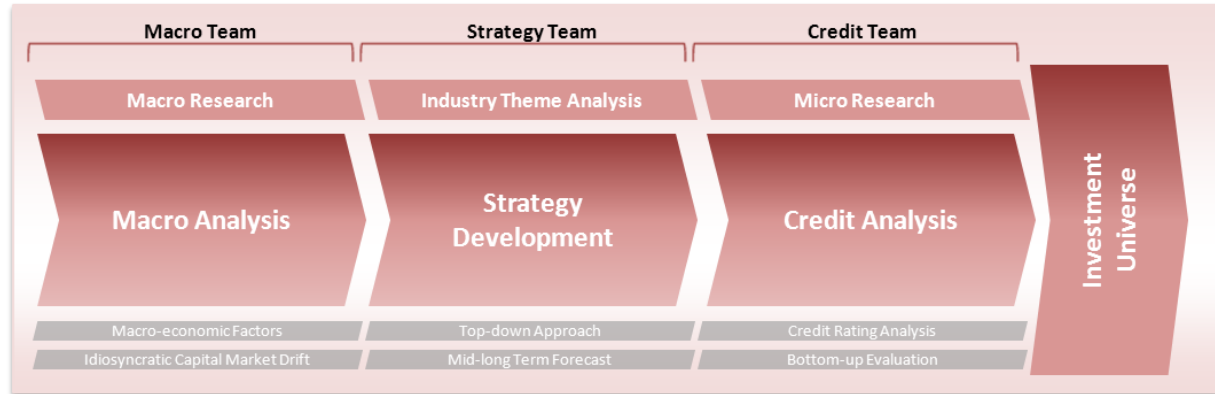 Macro Team
Strategy Team
Credit Team
Macro Research
Industry Theme Analysis
Micro Research
Macro Analysis
Strategy
Development
Credit Analysis
Investment
Universe
Macro-economic Factors
Top-down Approach
Credit Rating Analysis
Idiosyncratic Capital Market Drift
Mid-long Term Forecast
Bottom-up Evaluation